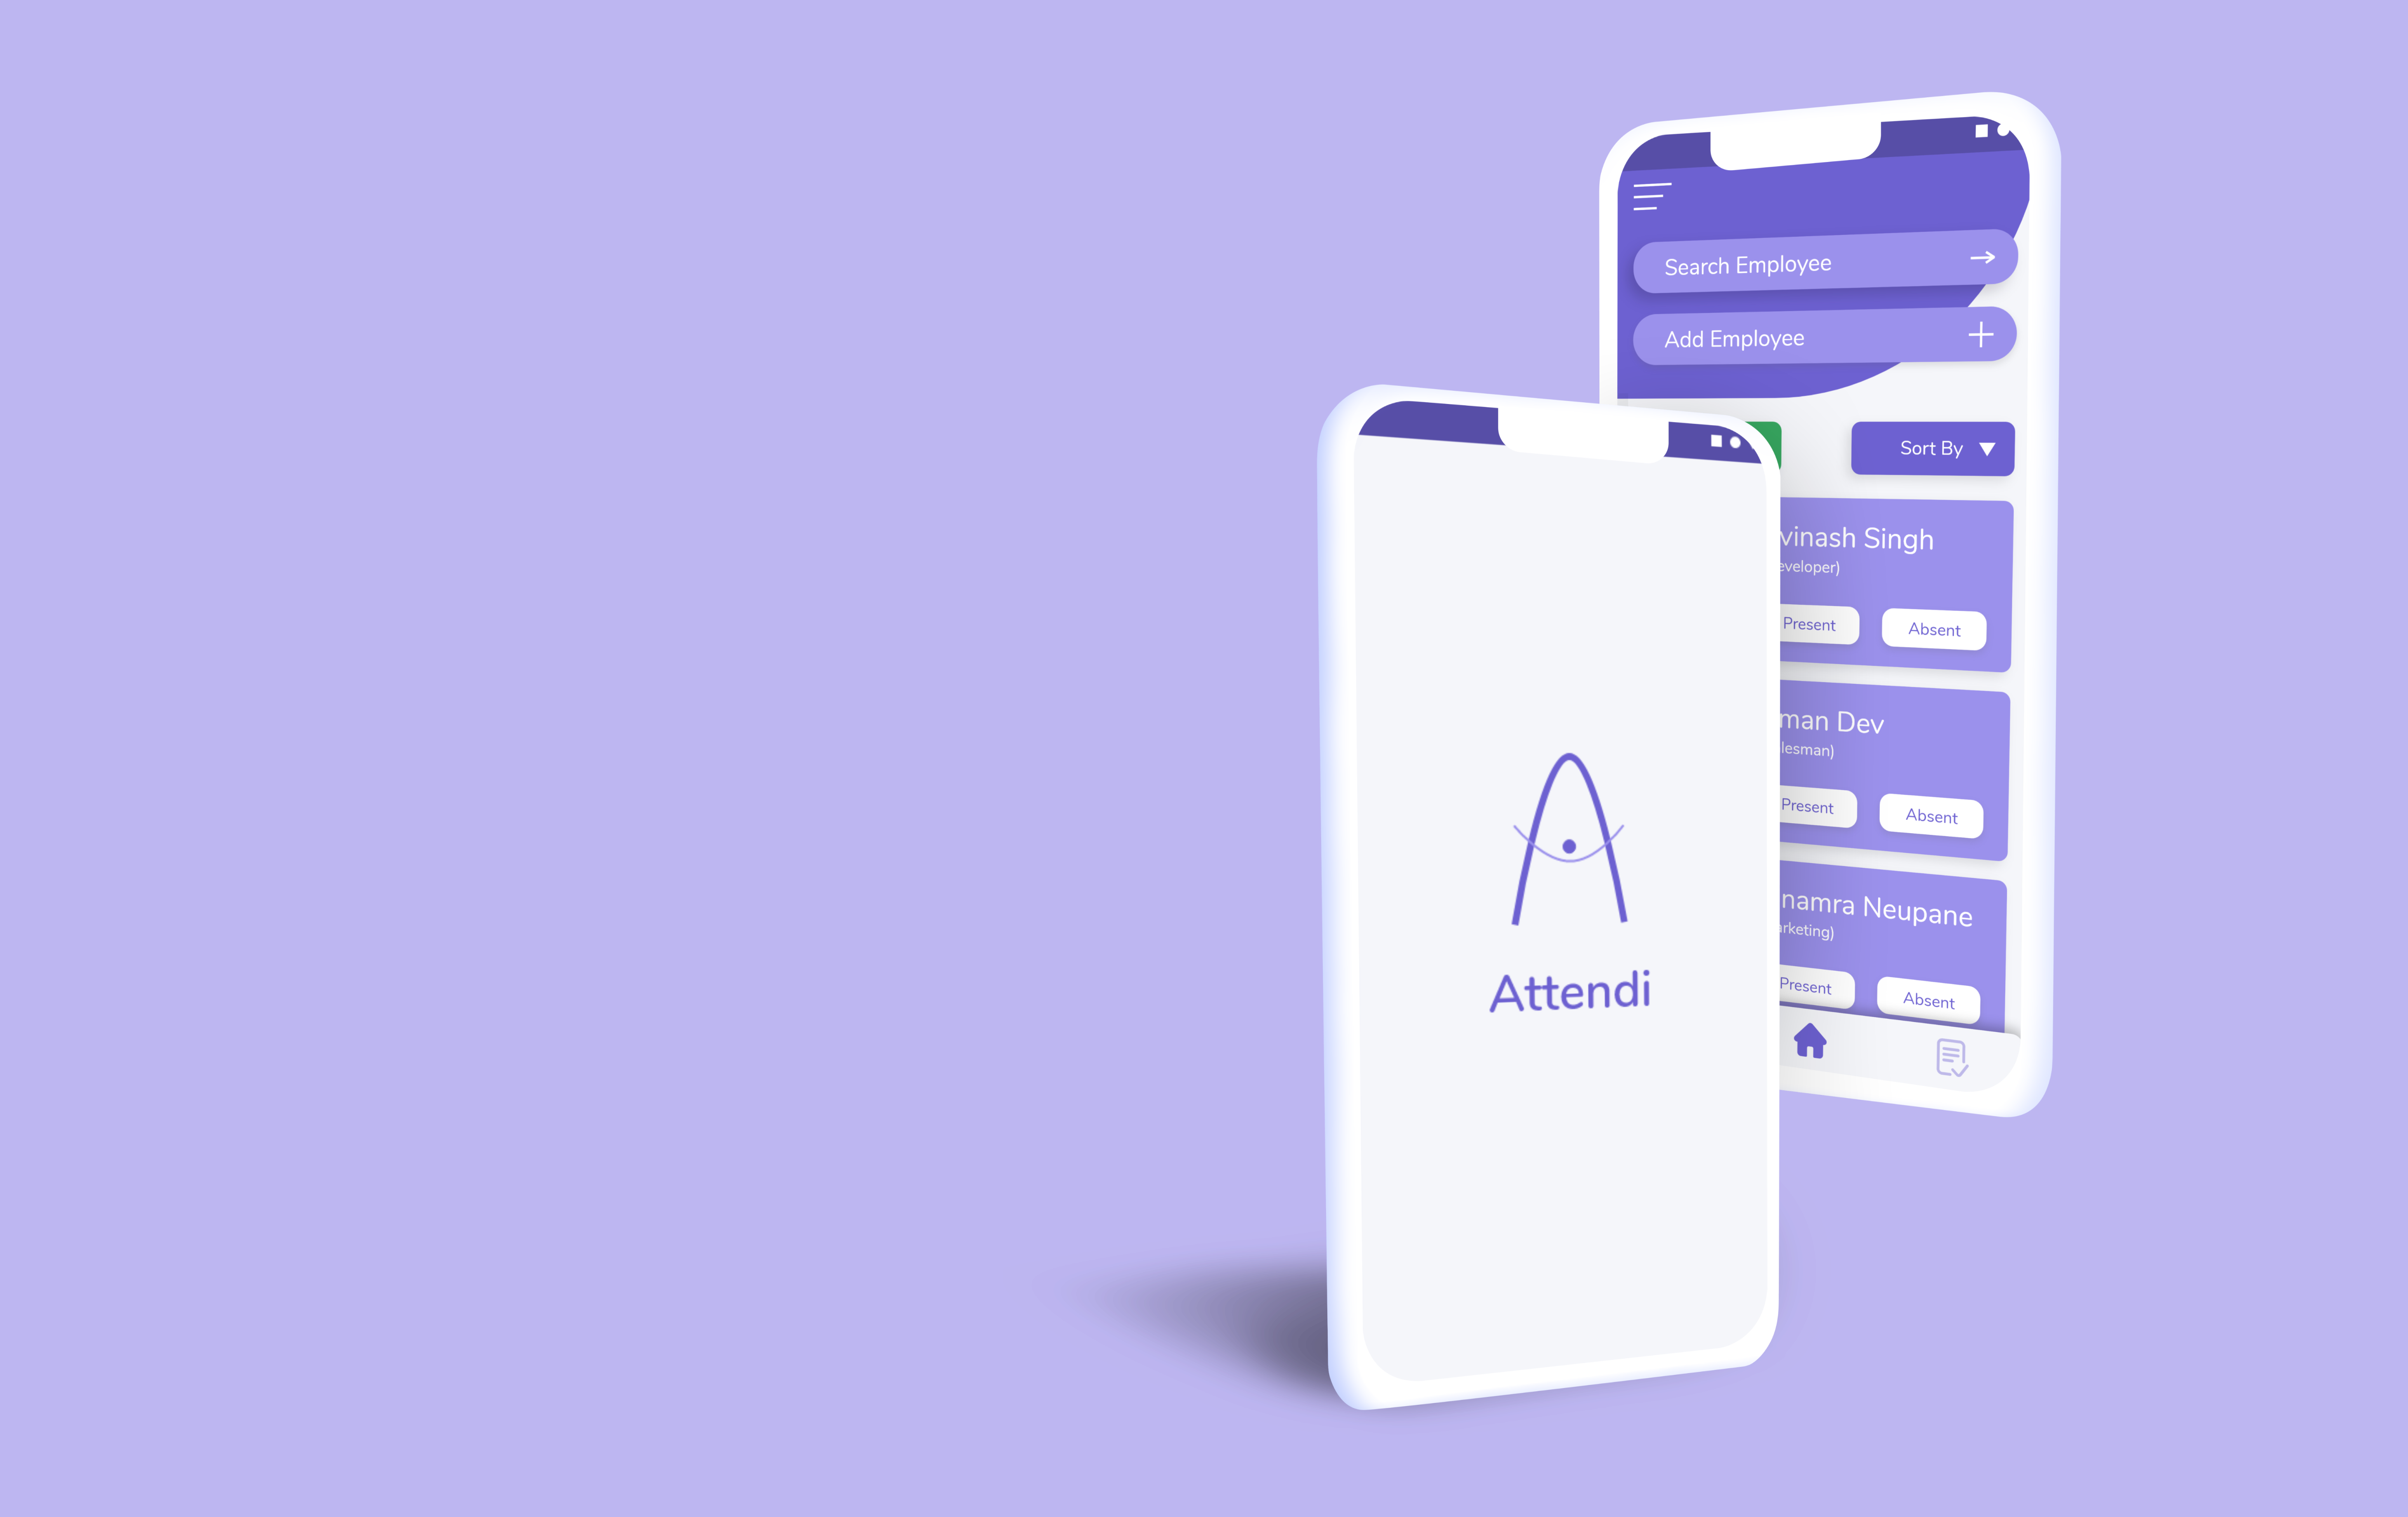 Search Employee
Add Employee
Sort By
vinash Singh
eveloper)
Present
Absent
man Dev
lesman)
Present
Absent
namra Neupane
arketing)
Present
Absent
Attendi